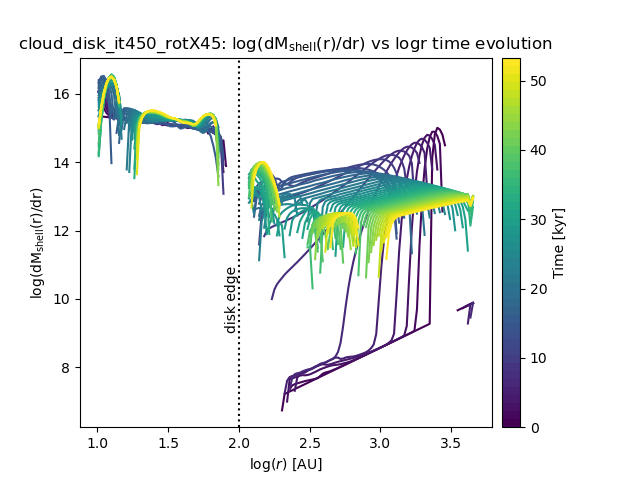 cloud_disk_it450_rotX45: log(dM_shell(r)/dr) vs logr time evolution
log(dM_shell(r)/dr)
16
14
12
10
8
disk edge
1.0 1.5 2.0 2.5 3.0 3.5
log(r) [AU]
50
40
30
20
10
0
Time [kyr]